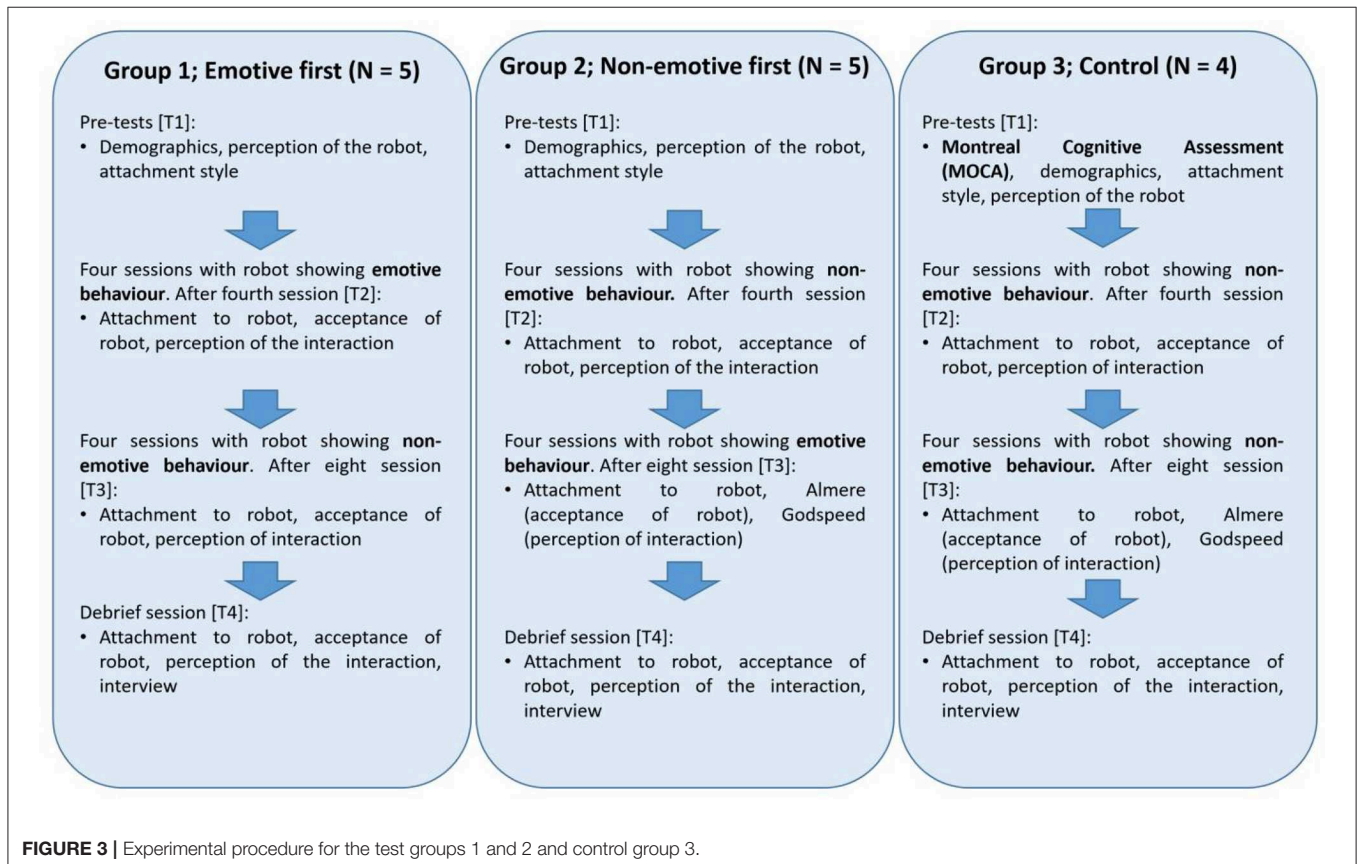 Group 1; Emotive first (N = 5)
Pre-tests [T1]:
• Demographics, perception of the robot,
attachment style
Four sessions with robot showing emotive
behaviour. After fourth session [T2]:
• Attachment to robot, acceptance of
robot, perception of the interaction
Four sessions with robot showing non-
emotive behaviour. After eight session
[T3]:
• Attachment to robot, acceptance of
robot, perception of interaction
Debrief session [T4]:
• Attachment to robot, acceptance of
robot, perception of the interaction,
interview
Group 2; Non-emotive first (N = 5)
Pre-tests [T1]:
• Demographics, perception of the robot,
attachment style
Four sessions with robot showing non-
emotive behaviour. After fourth session
[T2]:
• Attachment to robot, acceptance of
robot, perception of the interaction
Four sessions with robot showing emotive
behaviour. After eight session [T3]:
• Attachment to robot, Almere
(acceptance of robot), Godspeed
(perception of interaction)
Debrief session [T4]:
• Attachment to robot, acceptance of
robot, perception of the interaction,
interview
Group 3; Control (N = 4)
Pre-tests [T1]:
• Montreal Cognitive Assessment
(MOCA), demographics, attachment
style, perception of the robot
Four sessions with robot showing non-
emotive behaviour. After fourth session
[T2]:
• Attachment to robot, acceptance of
robot, perception of interaction
Four sessions with robot showing non-
emotive behaviour. After eight session
[T3]:
• Attachment to robot, Almere
(acceptance of robot), Godspeed
(perception of interaction)
Debrief session [T4]:
• Attachment to robot, acceptance of
robot, perception of the interaction,
interview
FIGURE 3 | Experimental procedure for the test groups 1 and 2 and control group 3.